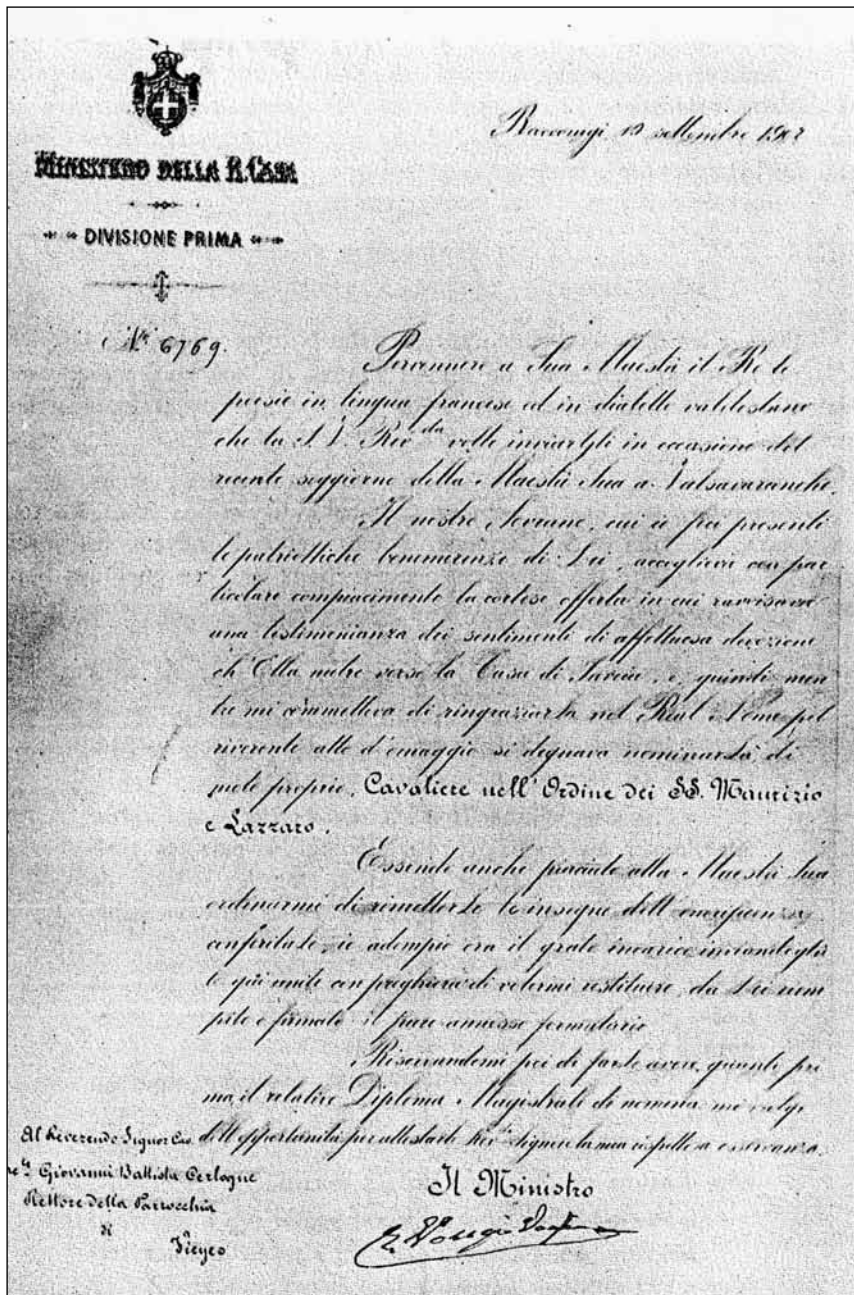 Racconigi, 19 settembre 1902
MINISTERO DELLA R. CASA
DIVISIONE PRIMA
N.º 6769.
Pervennero a Sua Maestà il Re le
poesie in lingua francese ed in dialetto valdostano
che la S. V. Rev.da volle inviargli in occasione del
recente soggiorno della Maestà Sua a Valsavaranche.
Il nostro Sovrano, cui è poi presenti
le patriottiche benemerenze di Lei, accoglieva con par
ticolare compiacimento la cortese offerta in cui ravvisava
una testimonianza dei sentimenti di affettuosa devozione
ch'Ella nutre verso la Casa di Savoia, e, quindi men
tre mi commetteva di ringraziarla nel Real Nome pel
riverente atto d'omaggio si degnava nominarla, di
moto proprio, Cavaliere nell'Ordine dei SS. Maurizio
e Lazzaro.
Essendo anche piaciuto alla Maestà Sua
ordinarmi di rimetterle le insegne dell'onorificenza
conferitale, io adempio ora il grato incarico inviandogliele
qui unite con preghiera di volermi restituire, da Lei riem
pito e firmato il pure annesso formulario
Riservandomi poi di farle avere, quanto pri
ma, il relativo Diploma Magistrale di nomina mi valgo
dell'opportunità per attestarle Rev.do Signore la mia rispettosa osservanza.
Al Reverendo Signor Cav.
Giovanni Battista Cerlogne
Rettore della Parrocchia
di
Vieyes
Il Ministro